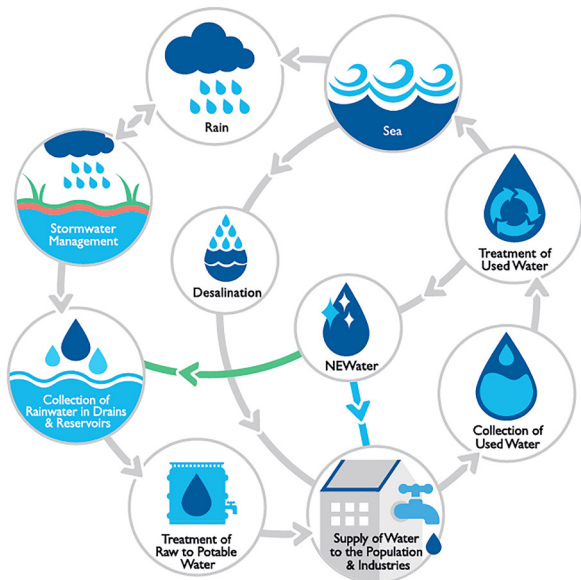 Rain
Sea
Stormwater
Management
Desalination
Treatment of
Used Water
NEWater
Collection of
Rainwater in Drains
& Reservoirs
Collection of
Used Water
Treatment of
Raw to Potable
Water
Supply of Water
to the Population
& Industries